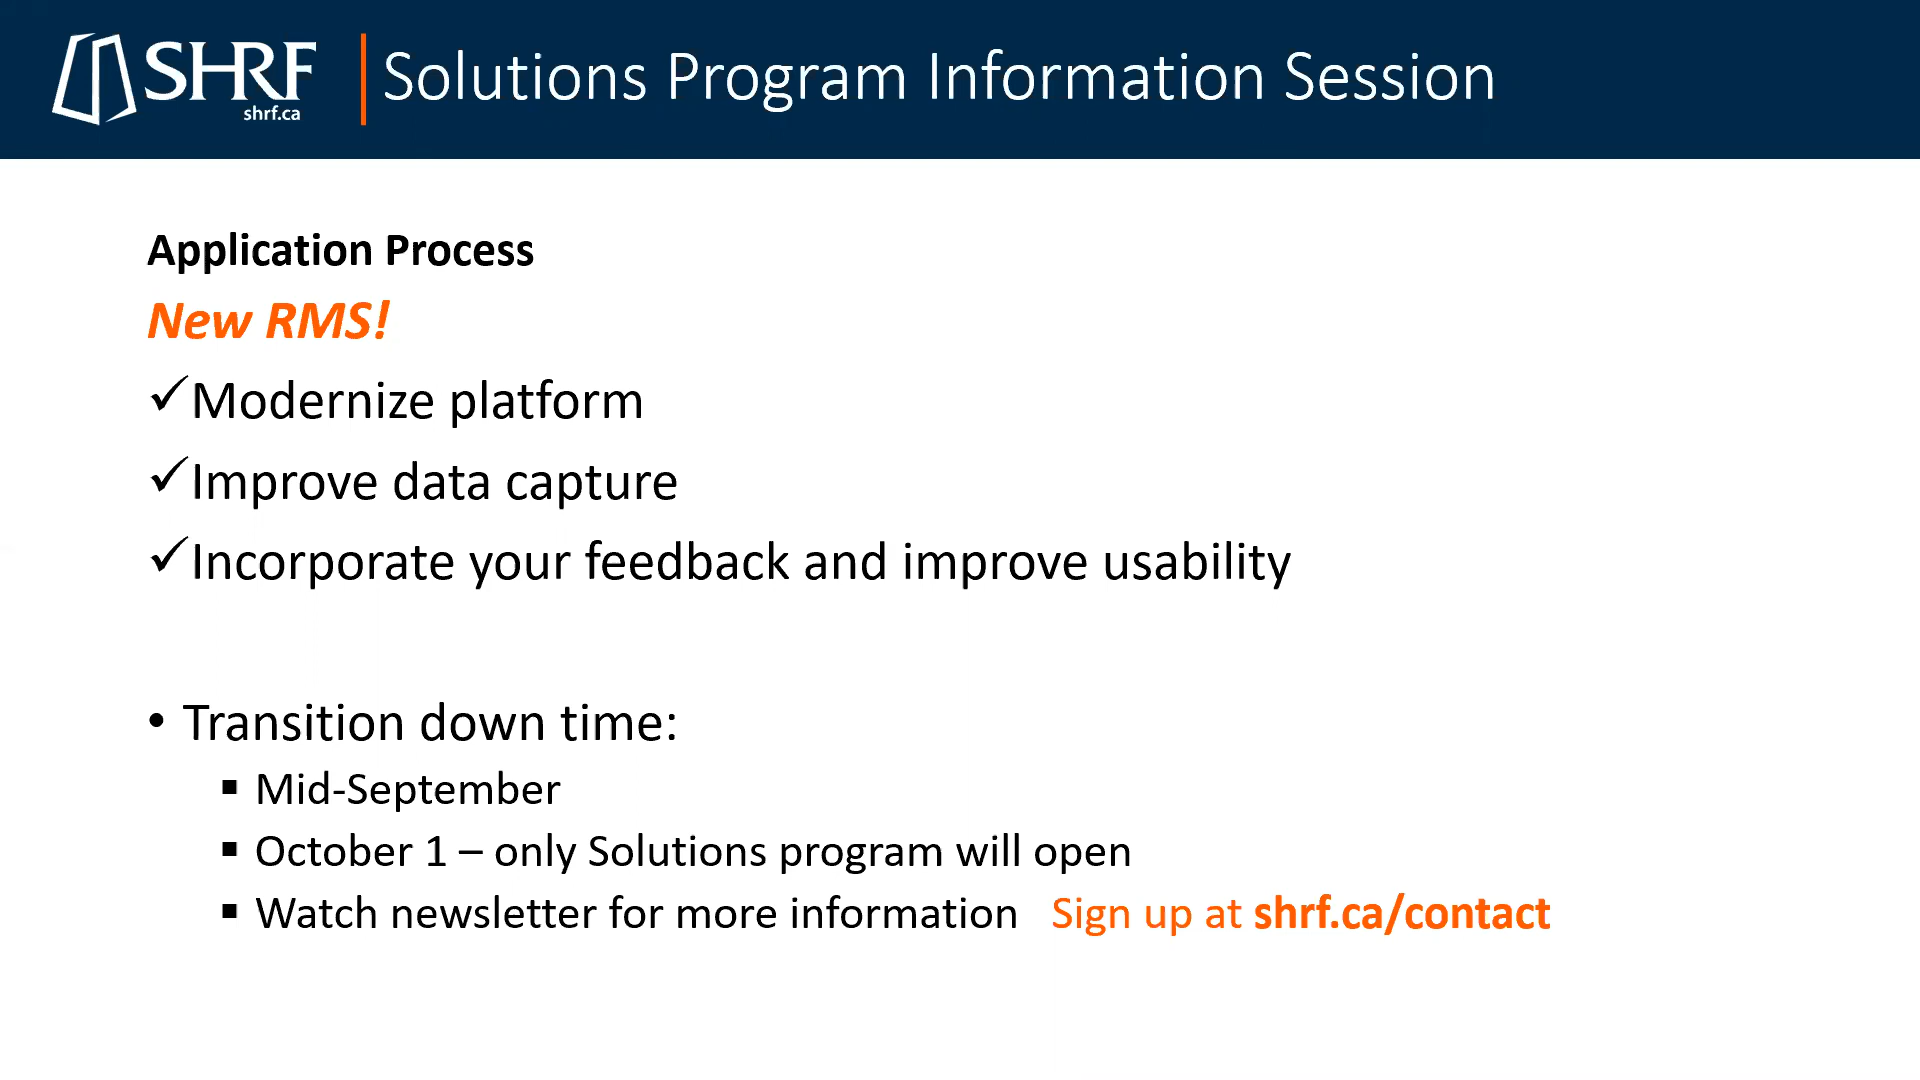 SHRF
shrf.ca
Solutions Program Information Session
Application Process
New RMS!
✓Modernize platform
✓Improve data capture
✓Incorporate your feedback and improve usability
• Transition down time:
▪ Mid-September
▪ October 1 – only Solutions program will open
▪ Watch newsletter for more information Sign up at shrf.ca/contact